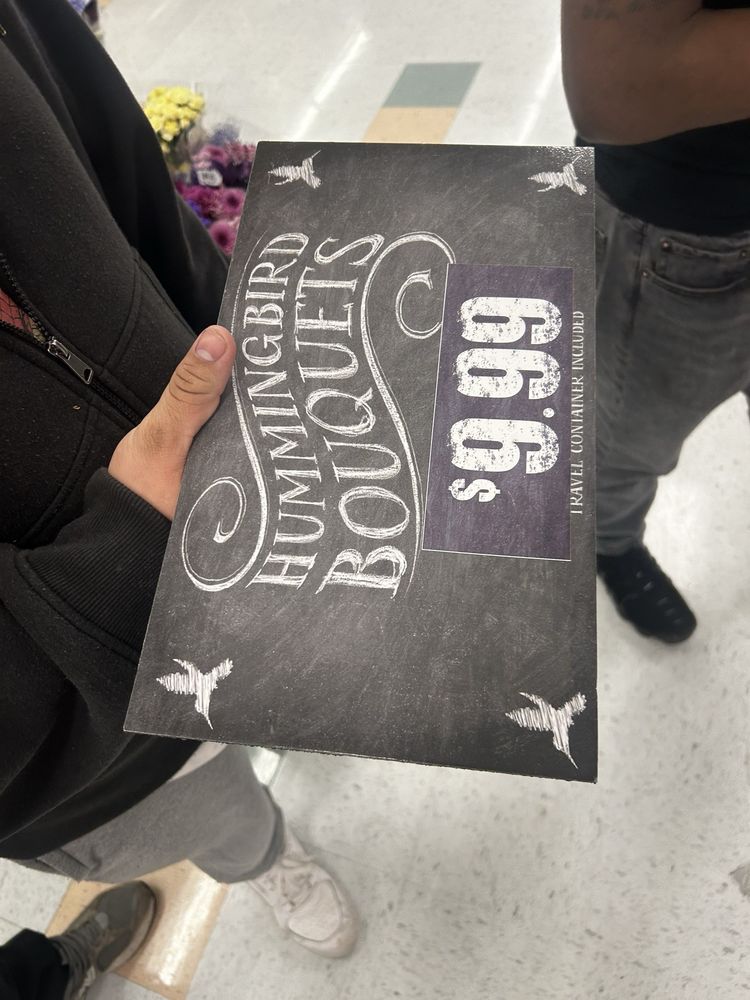 HUMMINGBIRD
BOUQUETS
$9.99
TRAVEL CONTAINER INCLUDED